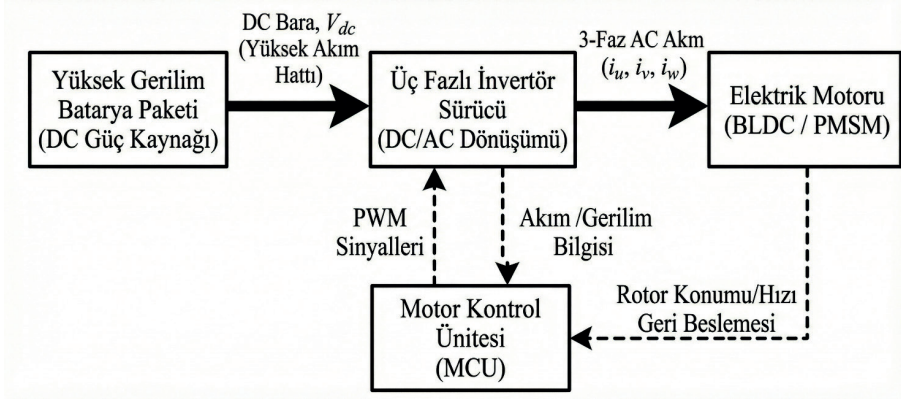 DC Bara, V_dc
(Yüksek Akım
Hattı)
3-Faz AC Akm
(i_u, i_v, i_w)
Yüksek Gerilim
Batarya Paketi
(DC Güç Kaynağı)
Üç Fazlı İnvertör
Sürücü
(DC/AC Dönüşümü)
Elektrik Motoru
(BLDC / PMSM)
PWM
Sinyalleri
Akım /Gerilim
Bilgisi
Motor Kontrol
Ünitesi
(MCU)
Rotor Konumu/Hızı
Geri Beslemesi